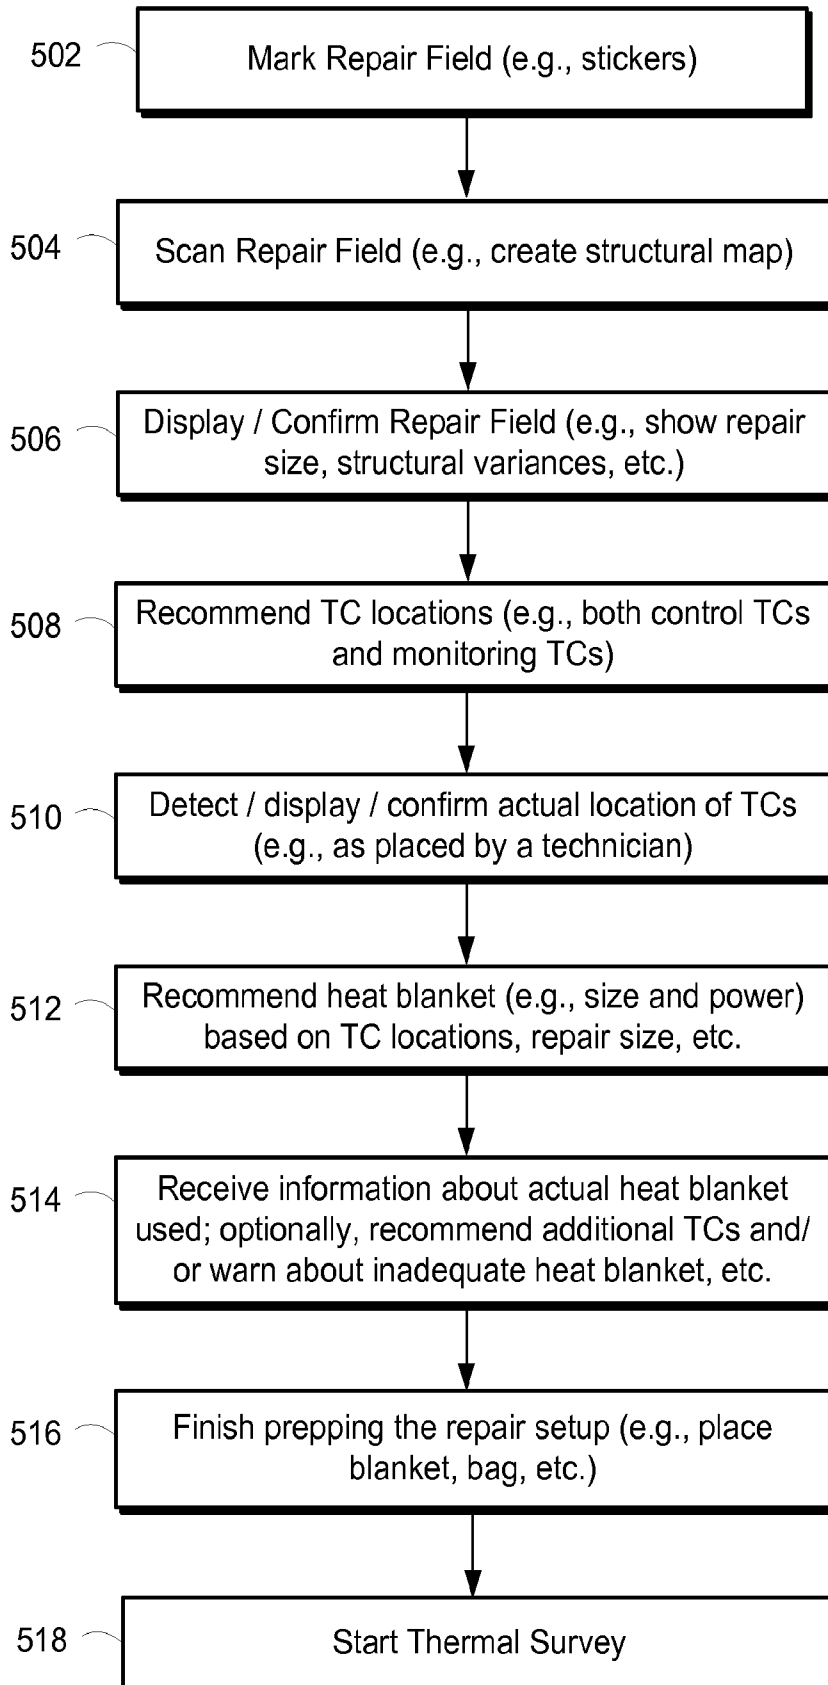 502
Mark Repair Field (e.g., stickers)
504
Scan Repair Field (e.g., create structural map)
506
Display / Confirm Repair Field (e.g., show repair
size, structural variances, etc.)
508
Recommend TC locations (e.g., both control TCs
and monitoring TCs)
510
Detect / display / confirm actual location of TCs
(e.g., as placed by a technician)
512
Recommend heat blanket (e.g., size and power)
based on TC locations, repair size, etc.
514
Receive information about actual heat blanket
used; optionally, recommend additional TCs and/
or warn about inadequate heat blanket, etc.
516
Finish prepping the repair setup (e.g., place
blanket, bag, etc.)
518
Start Thermal Survey